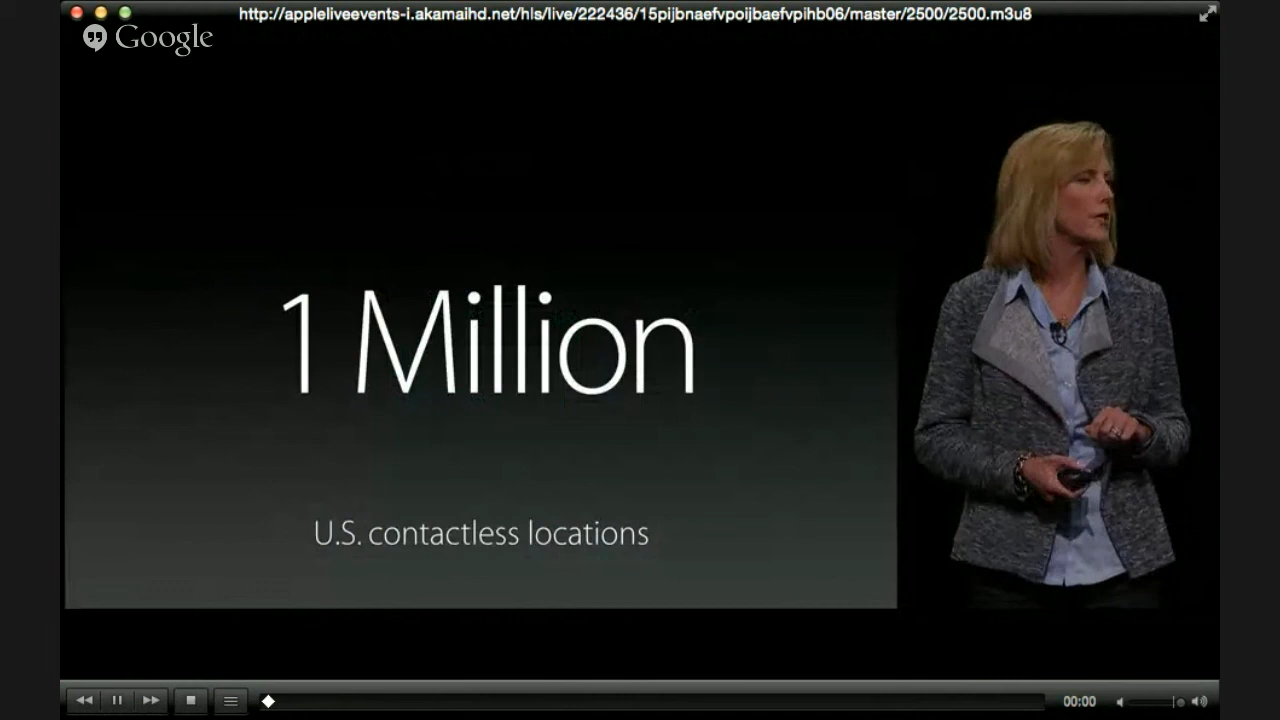 http://appleliveevents-i.akamaihd.net/hls/live/222436/15pijbnaefvpoijbaefvpihb06/master/2500/2500.m3u8
Google
1 Million
U.S. contactless locations
00:00